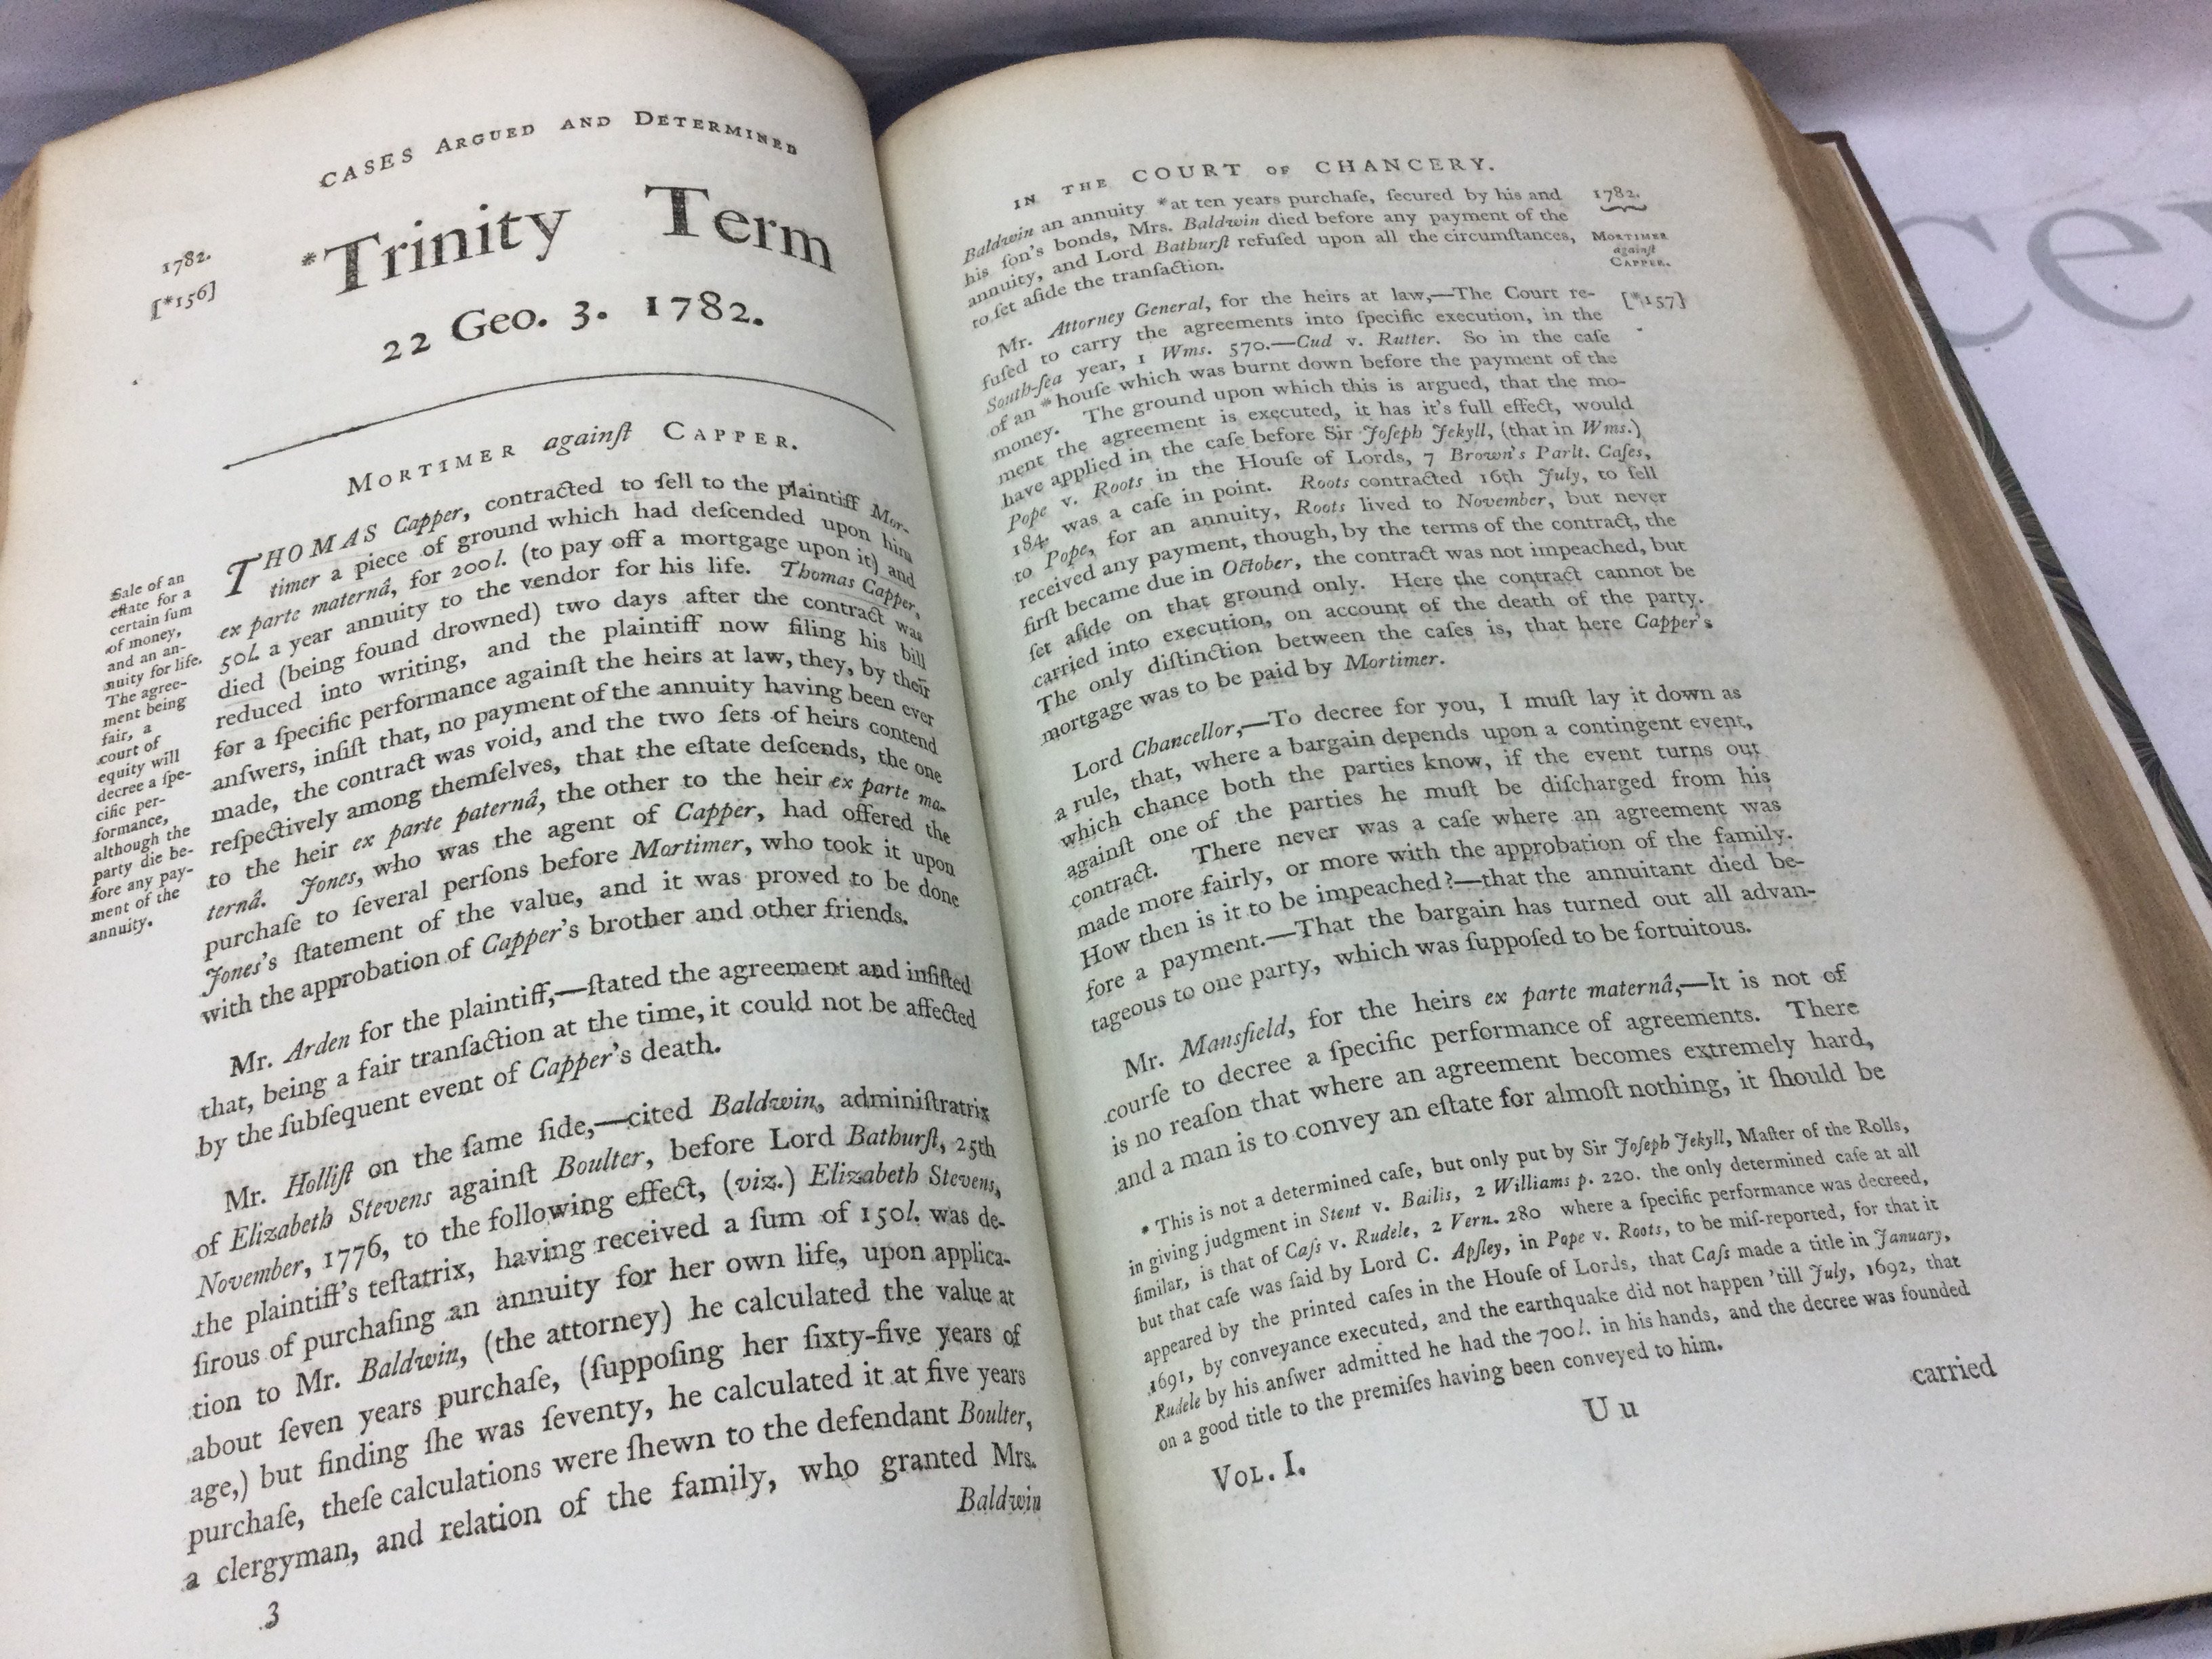 CASES ARGUED AND DETERMINED
1782.
[*156]
*Trinity Term
22 Geo. 3. 1782.
MORTIMER againſt CAPPER.
Sale of an
eſtate for a
certain ſum
of money,
and an an-
nuity for life.
The agree-
ment being
fair, a
court of
equity will
decree a ſpe-
cific per-
formance,
although the
party die be-
fore any pay-
ment of the
annuity.
THOMAS Capper, contracted to ſell to the plaintiff Mor-
timer a piece of ground which had deſcended upon him
ex parte maternâ, for 200l. (to pay off a mortgage upon it) and
50l. a year annuity to the vendor for his life. Thomas Capper,
died (being found drowned) two days after the contract was
reduced into writing, and the plaintiff now filing his bill
for a ſpecific performance againſt the heirs at law, they, by their
anſwers, inſiſt that, no payment of the annuity having been ever
made, the contract was void, and the two ſets of heirs contend
reſpectively among themſelves, that the eſtate deſcends, the one
to the heir ex parte paternâ, the other to the heir ex parte ma-
ternâ. Jones, who was the agent of Capper, had offered the
purchaſe to ſeveral perſons before Mortimer, who took it upon
Jones's ſtatement of the value, and it was proved to be done
with the approbation of Capper's brother and other friends.
Mr. Arden for the plaintiff,—ſtated the agreement and inſiſted
that, being a fair tranſaction at the time, it could not be affected
by the ſubſequent event of Capper's death.
Mr. Holliſt on the ſame ſide,—cited Baldwin, adminiſtratrix
of Elizabeth Stevens againſt Boulter, before Lord Bathurſt, 25th
November, 1776, to the following effect, (viz.) Elizabeth Stevens,
the plaintiff's teſtatrix, having received a ſum of 150l. was de-
ſirous of purchaſing an annuity for her own life, upon applica-
tion to Mr. Baldwin, (the attorney) he calculated the value at
about ſeven years purchaſe, (ſuppoſing her ſixty-five years of
age,) but finding ſhe was ſeventy, he calculated it at five years
purchaſe, theſe calculations were ſhewn to the defendant Boulter,
a clergyman, and relation of the family, who granted Mrs.
Baldwin
3
IN THE COURT OF CHANCERY.
1782.
MORTIMER
againſt
CAPPER.
[*157]
Baldwin an annuity *at ten years purchaſe, ſecured by his and
his ſon's bonds, Mrs. Baldwin died before any payment of the
annuity, and Lord Bathurſt refuſed upon all the circumſtances,
to ſet aſide the tranſaction.
Mr. Attorney General, for the heirs at law,—The Court re-
fuſed to carry the agreements into ſpecific execution, in the
South-ſea year, 1 Wms. 570.—Cud v. Rutter. So in the caſe
of an *houſe which was burnt down before the payment of the
money. The ground upon which this is argued, that the mo-
ment the agreement is executed, it has it's full effect, would
have applied in the caſe before Sir Joſeph Jekyll, (that in Wms.)
Pope v. Roots in the Houſe of Lords, 7 Brown's Parlt. Caſes,
184, was a caſe in point. Roots contracted 16th July, to ſell
to Pope, for an annuity, Roots lived to November, but never
received any payment, though, by the terms of the contract, the
firſt became due in October, the contract was not impeached, but
ſet aſide on that ground only. Here the contract cannot be
carried into execution, on account of the death of the party.
The only diſtinction between the caſes is, that here Capper's
mortgage was to be paid by Mortimer.
Lord Chancellor,—To decree for you, I muſt lay it down as
a rule, that, where a bargain depends upon a contingent event,
which chance both the parties know, if the event turns out
againſt one of the parties he muſt be diſcharged from his
contract. There never was a caſe where an agreement was
made more fairly, or more with the approbation of the family.
How then is it to be impeached?—that the annuitant died be-
fore a payment.—That the bargain has turned out all advan-
tageous to one party, which was ſuppoſed to be fortuitous.
Mr. Mansfield, for the heirs ex parte maternâ,—It is not of
courſe to decree a ſpecific performance of agreements. There
is no reaſon that where an agreement becomes extremely hard,
and a man is to convey an eſtate for almoſt nothing, it ſhould be
* This is not a determined caſe, but only put by Sir Joſeph Jekyll, Maſter of the Rolls,
in giving judgment in Stent v. Bailis, 2 Williams p. 220. the only determined caſe at all
ſimilar, is that of Caſs v. Rudele, 2 Vern. 280 where a ſpecific performance was decreed,
but that caſe was ſaid by Lord C. Apſley, in Pope v. Roots, to be miſ-reported, for that it
appeared by the printed caſes in the Houſe of Lords, that Caſs made a title in January,
1691, by conveyance executed, and the earthquake did not happen 'till July, 1692, that
Rudele by his anſwer admitted he had the 700l. in his hands, and the decree was founded
on a good title to the premiſes having been conveyed to him.
VOL. I.
U u
carried
ce